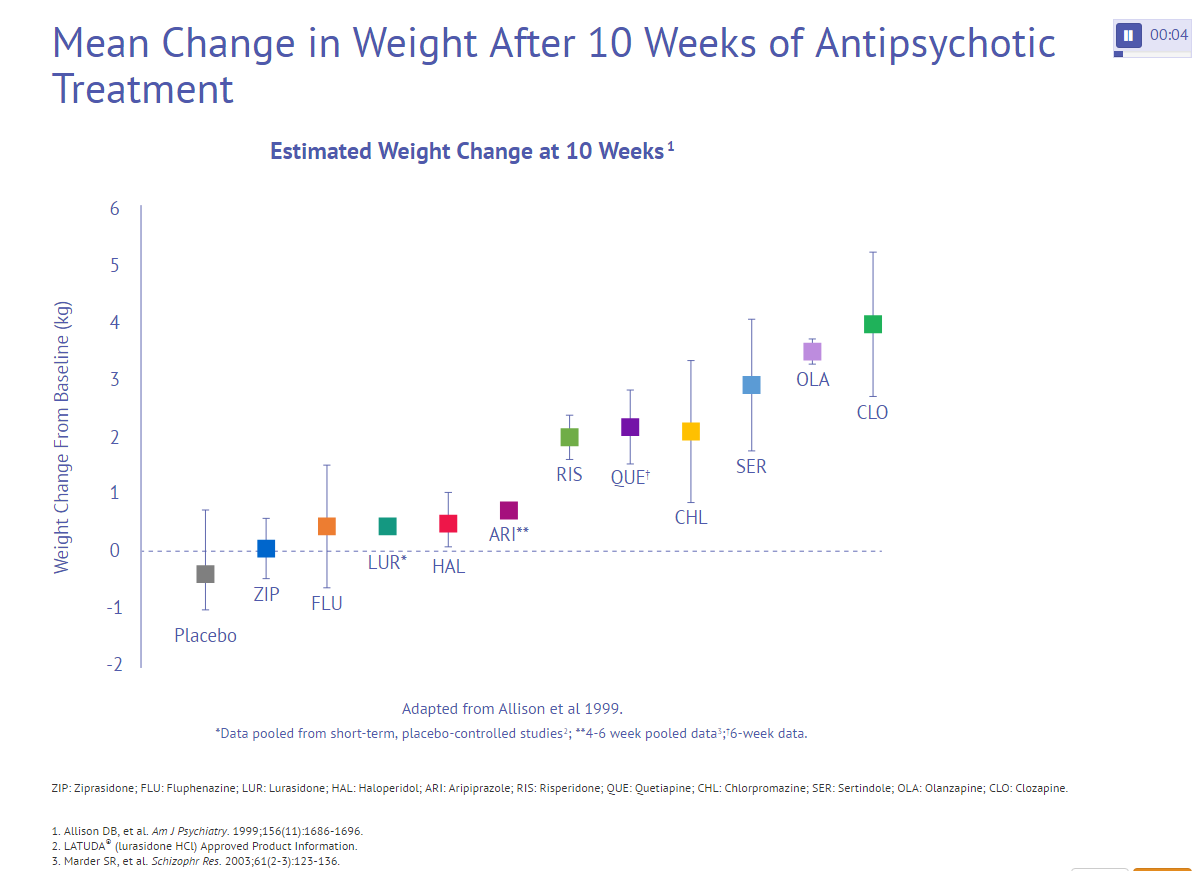 Mean Change in Weight After 10 Weeks of Antipsychotic
Treatment
00:04
Estimated Weight Change at 10 Weeks¹
Weight Change From Baseline (kg)
6
5
4
3
2
1
0
-1
-2
Placebo
ZIP
FLU
LUR*
HAL
ARI**
RIS
QUE†
CHL
SER
OLA
CLO
Adapted from Allison et al 1999.
*Data pooled from short-term, placebo-controlled studies²; **4-6 week pooled data³;†6-week data.
ZIP: Ziprasidone; FLU: Fluphenazine; LUR: Lurasidone; HAL: Haloperidol; ARI: Aripiprazole; RIS: Risperidone; QUE: Quetiapine; CHL: Chlorpromazine; SER: Sertindole; OLA: Olanzapine; CLO: Clozapine.
1. Allison DB, et al. Am J Psychiatry. 1999;156(11):1686-1696.
2. LATUDA® (lurasidone HCl) Approved Product Information.
3. Marder SR, et al. Schizophr Res. 2003;61(2-3):123-136.